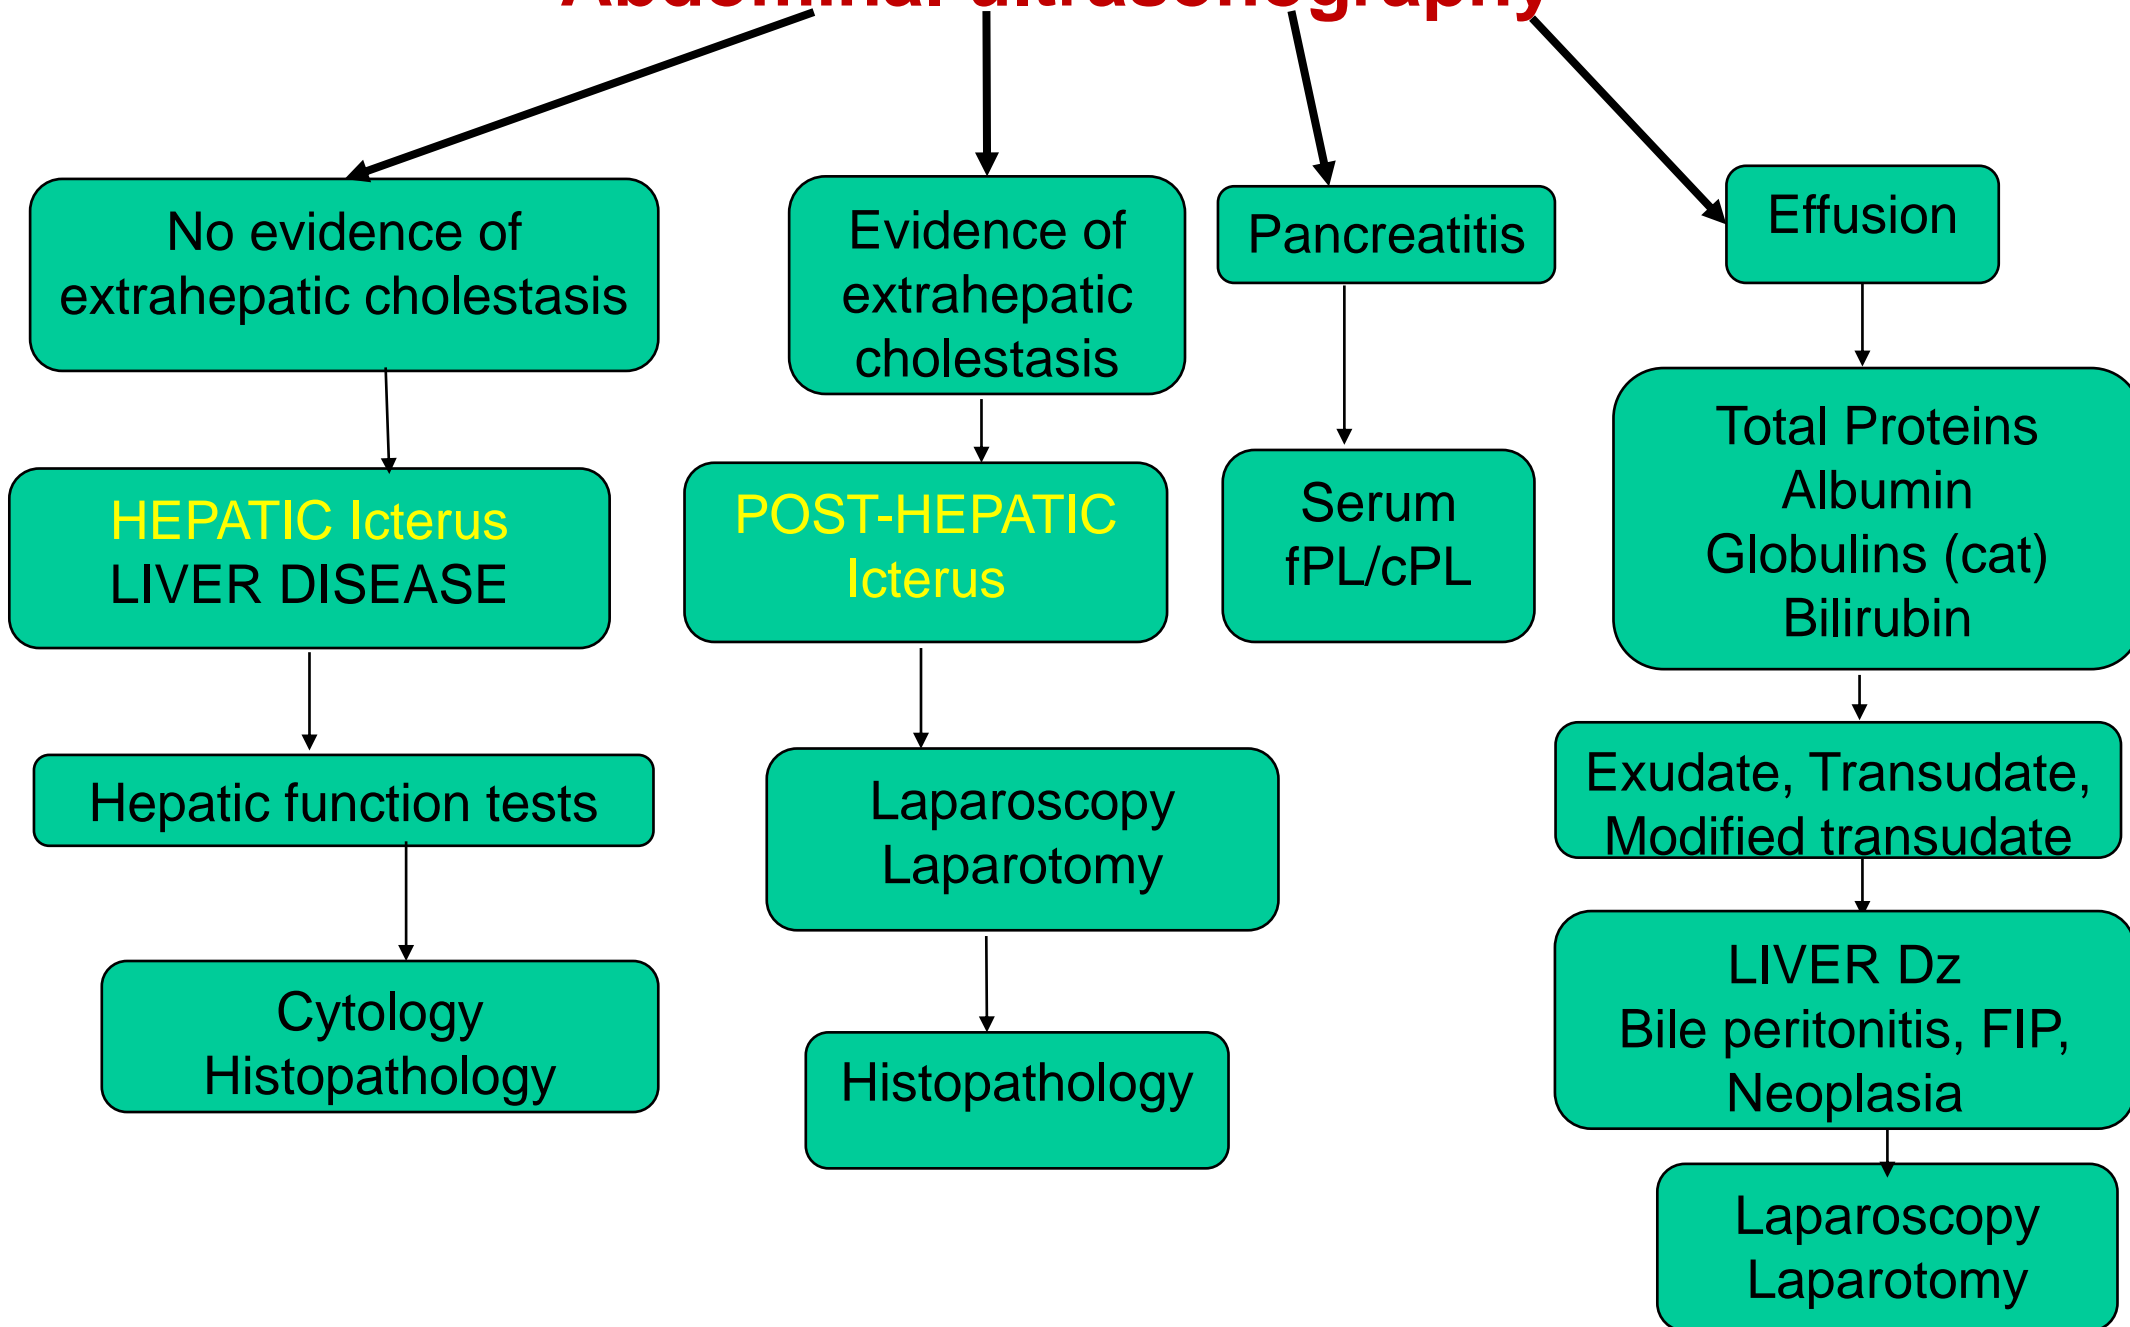 Abdominal ultrasonography
No evidence of
extrahepatic cholestasis
Evidence of
extrahepatic
cholestasis
Pancreatitis
Effusion
HEPATIC Icterus
LIVER DISEASE
POST-HEPATIC
Icterus
Serum
fPL/cPL
Total Proteins
Albumin
Globulins (cat)
Bilirubin
Hepatic function tests
Laparoscopy
Laparotomy
Exudate, Transudate,
Modified transudate
Cytology
Histopathology
Histopathology
LIVER Dz
Bile peritonitis, FIP,
Neoplasia
Laparoscopy
Laparotomy